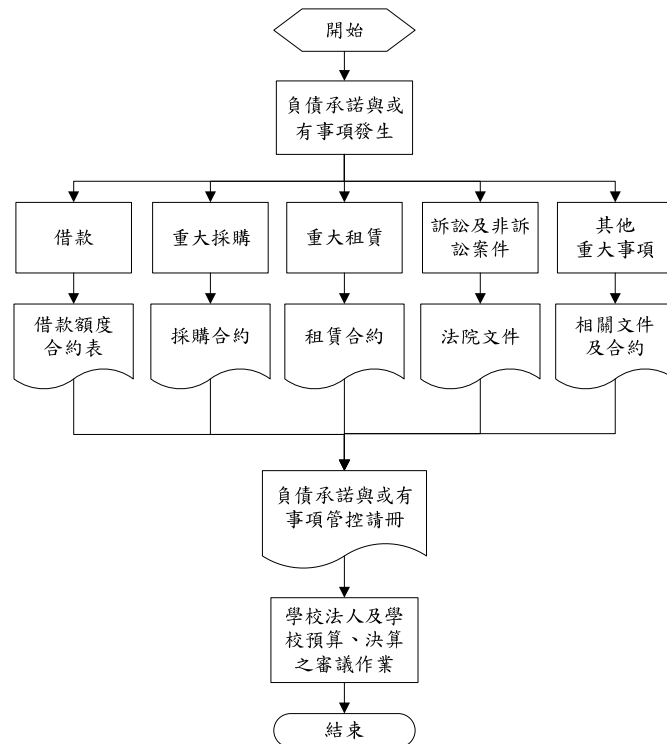 開始
負債承諾與或
有事項發生
借款
重大採購
重大租賃
訴訟及非訴
訟案件
其他
重大事項
借款額度
合約表
採購合約
租賃合約
法院文件
相關文件
及合約
負債承諾與或有
事項管控請冊
學校法人及學
校預算、決算
之審議作業
結束